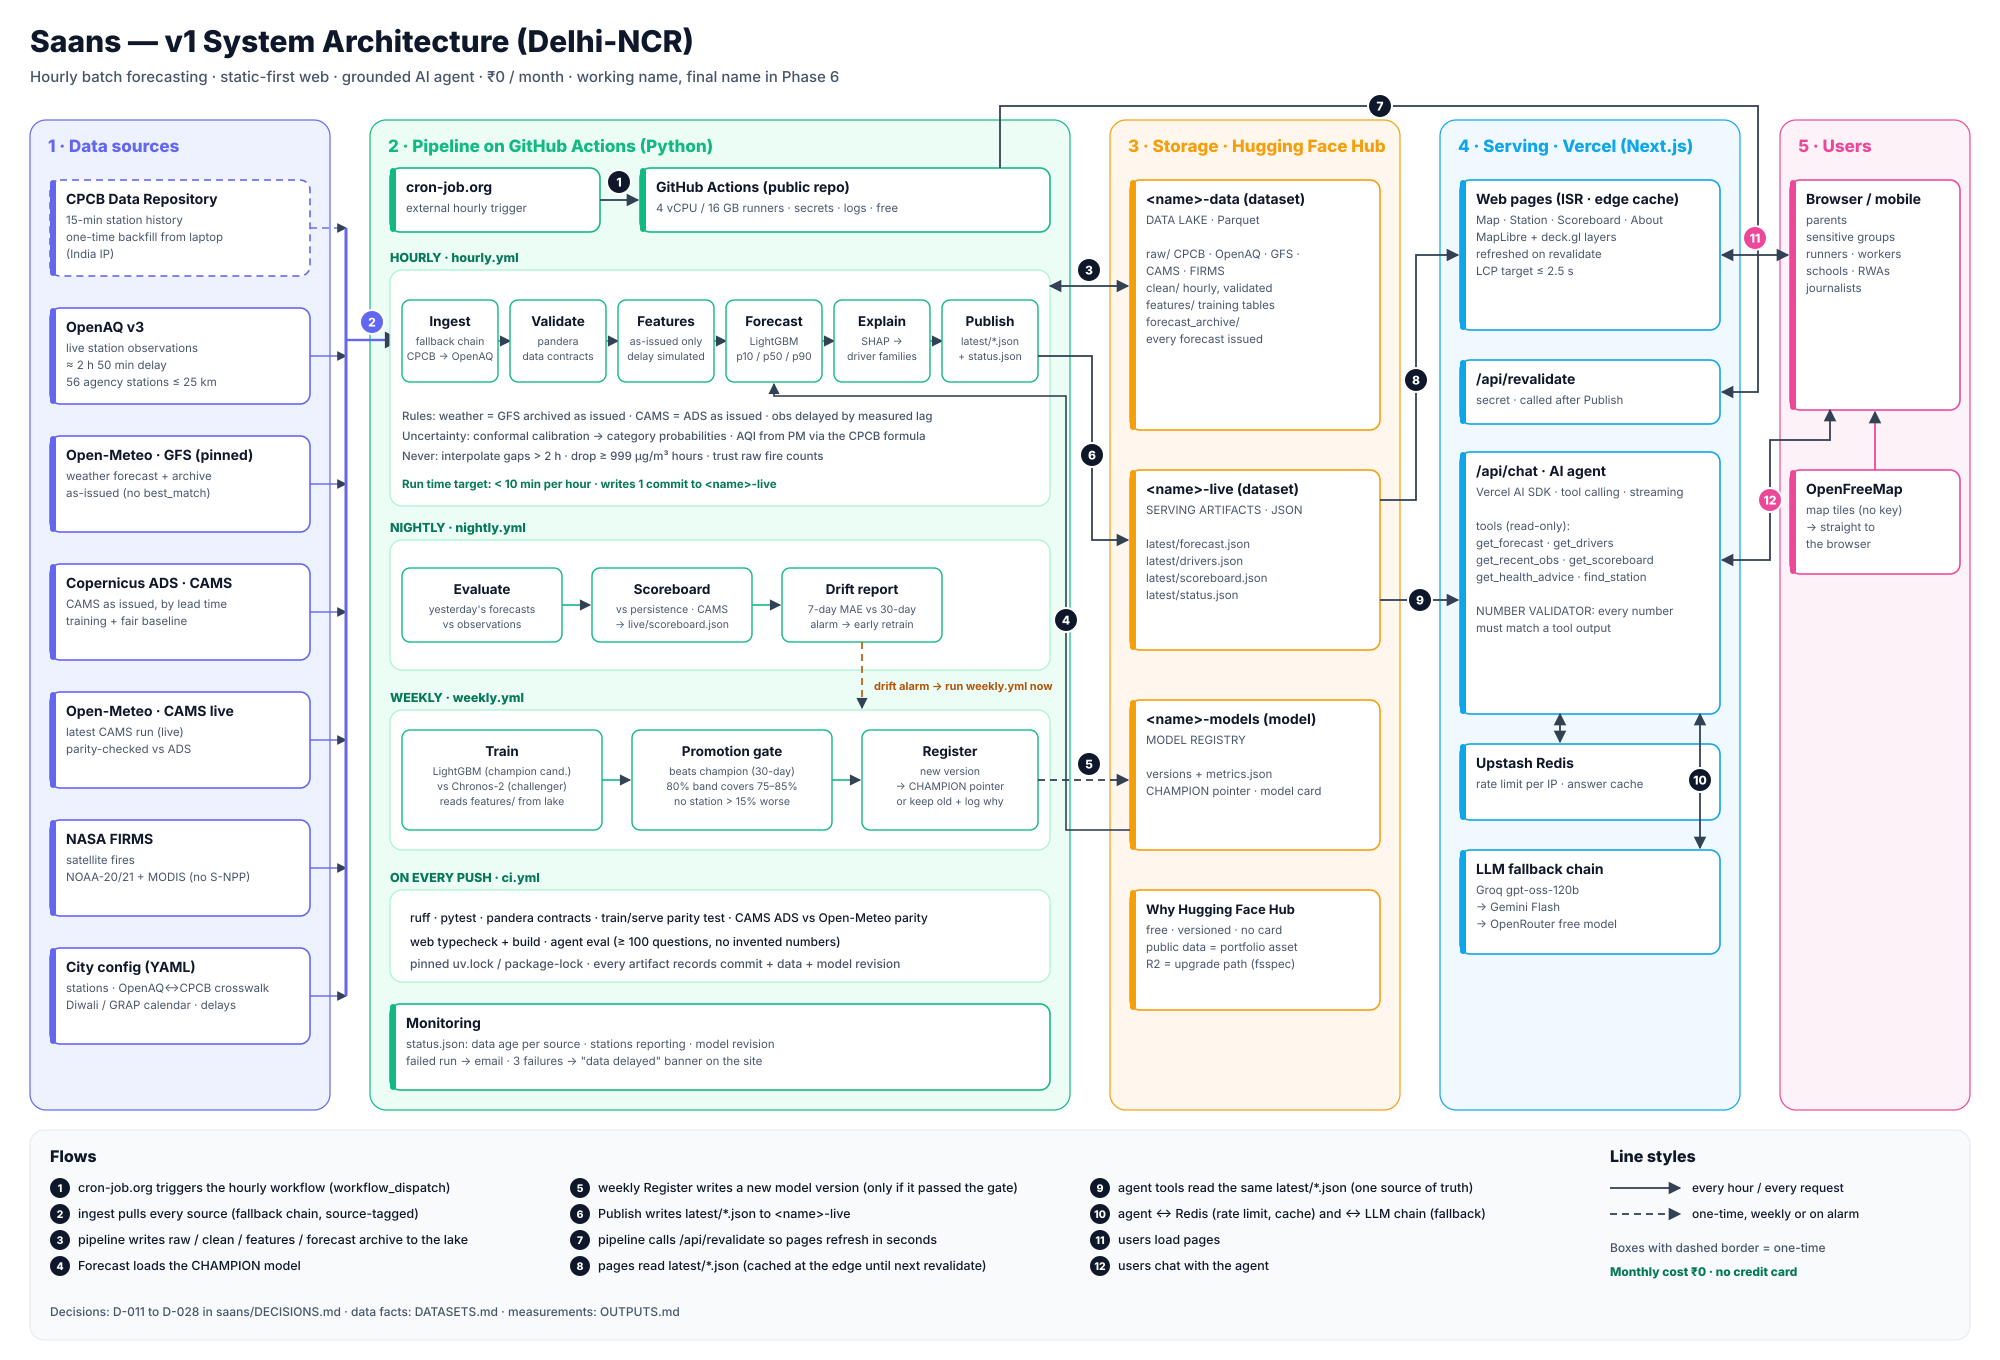 Saans — v1 System Architecture (Delhi-NCR)
Hourly batch forecasting · static-first web · grounded AI agent · ₹0 / month · working name, final name in Phase 6
1 · Data sources
CPCB Data Repository
15-min station history
one-time backfill from laptop
(India IP)
OpenAQ v3
live station observations
≈ 2 h 50 min delay
56 agency stations ≤ 25 km
Open-Meteo · GFS (pinned)
weather forecast + archive
as-issued (no best_match)
Copernicus ADS · CAMS
CAMS as issued, by lead time
training + fair baseline
Open-Meteo · CAMS live
latest CAMS run (live)
parity-checked vs ADS
NASA FIRMS
satellite fires
NOAA-20/21 + MODIS (no S-NPP)
City config (YAML)
stations · OpenAQ↔CPCB crosswalk
Diwali / GRAP calendar · delays
2
2 · Pipeline on GitHub Actions (Python)
cron-job.org
external hourly trigger
1
GitHub Actions (public repo)
4 vCPU / 16 GB runners · secrets · logs · free
HOURLY · hourly.yml
Ingest
fallback chain
CPCB → OpenAQ
Validate
pandera
data contracts
Features
as-issued only
delay simulated
Forecast
LightGBM
p10 / p50 / p90
Explain
SHAP →
driver families
Publish
latest/*.json
+ status.json
Rules: weather = GFS archived as issued · CAMS = ADS as issued · obs delayed by measured lag
Uncertainty: conformal calibration → category probabilities · AQI from PM via the CPCB formula
Never: interpolate gaps > 2 h · drop ≥ 999 µg/m³ hours · trust raw fire counts
Run time target: < 10 min per hour · writes 1 commit to <name>-live
NIGHTLY · nightly.yml
Evaluate
yesterday's forecasts
vs observations
Scoreboard
vs persistence · CAMS
→ live/scoreboard.json
Drift report
7-day MAE vs 30-day
alarm → early retrain
drift alarm → run weekly.yml now
WEEKLY · weekly.yml
Train
LightGBM (champion cand.)
vs Chronos-2 (challenger)
reads features/ from lake
Promotion gate
beats champion (30-day)
80% band covers 75–85%
no station > 15% worse
Register
new version
→ CHAMPION pointer
or keep old + log why
ON EVERY PUSH · ci.yml
ruff · pytest · pandera contracts · train/serve parity test · CAMS ADS vs Open-Meteo parity
web typecheck + build · agent eval (≥ 100 questions, no invented numbers)
pinned uv.lock / package-lock · every artifact records commit + data + model revision
Monitoring
status.json: data age per source · stations reporting · model revision
failed run → email · 3 failures → "data delayed" banner on the site
3
6
4
5
7
3 · Storage · Hugging Face Hub
<name>-data (dataset)
DATA LAKE · Parquet
raw/ CPCB · OpenAQ · GFS ·
CAMS · FIRMS
clean/ hourly, validated
features/ training tables
forecast_archive/
every forecast issued
<name>-live (dataset)
SERVING ARTIFACTS · JSON
latest/forecast.json
latest/drivers.json
latest/scoreboard.json
latest/status.json
<name>-models (model)
MODEL REGISTRY
versions + metrics.json
CHAMPION pointer · model card
Why Hugging Face Hub
free · versioned · no card
public data = portfolio asset
R2 = upgrade path (fsspec)
8
9
4 · Serving · Vercel (Next.js)
Web pages (ISR · edge cache)
Map · Station · Scoreboard · About
MapLibre + deck.gl layers
refreshed on revalidate
LCP target ≤ 2.5 s
/api/revalidate
secret · called after Publish
/api/chat · AI agent
Vercel AI SDK · tool calling · streaming
tools (read-only):
get_forecast · get_drivers
get_recent_obs · get_scoreboard
get_health_advice · find_station
NUMBER VALIDATOR: every number
must match a tool output
Upstash Redis
rate limit per IP · answer cache
10
LLM fallback chain
Groq gpt-oss-120b
→ Gemini Flash
→ OpenRouter free model
11
12
5 · Users
Browser / mobile
parents
sensitive groups
runners · workers
schools · RWAs
journalists
OpenFreeMap
map tiles (no key)
→ straight to
the browser
Flows
1 cron-job.org triggers the hourly workflow (workflow_dispatch)
2 ingest pulls every source (fallback chain, source-tagged)
3 pipeline writes raw / clean / features / forecast archive to the lake
4 Forecast loads the CHAMPION model
5 weekly Register writes a new model version (only if it passed the gate)
6 Publish writes latest/*.json to <name>-live
7 pipeline calls /api/revalidate so pages refresh in seconds
8 pages read latest/*.json (cached at the edge until next revalidate)
9 agent tools read the same latest/*.json (one source of truth)
10 agent ↔ Redis (rate limit, cache) and ↔ LLM chain (fallback)
11 users load pages
12 users chat with the agent
Line styles
every hour / every request
one-time, weekly or on alarm
Boxes with dashed border = one-time
Monthly cost ₹0 · no credit card
Decisions: D-011 to D-028 in saans/DECISIONS.md · data facts: DATASETS.md · measurements: OUTPUTS.md